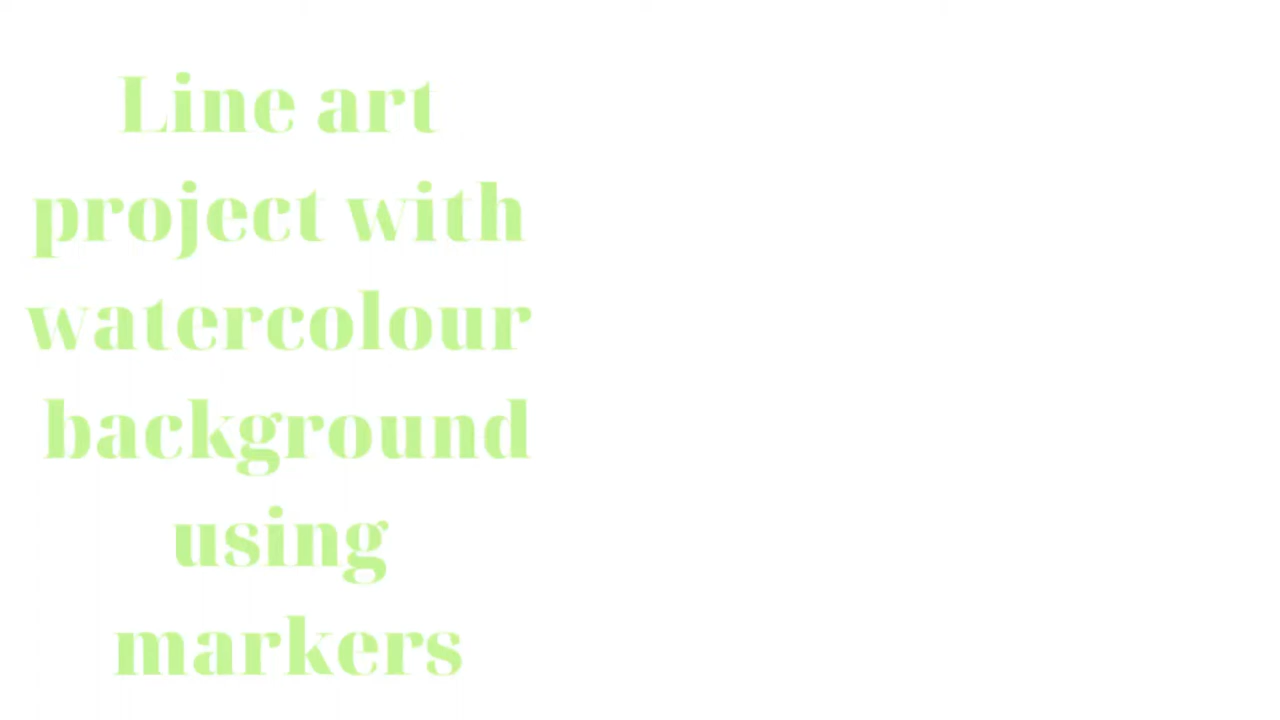 Line art
project with
watercolour
background
using
markers